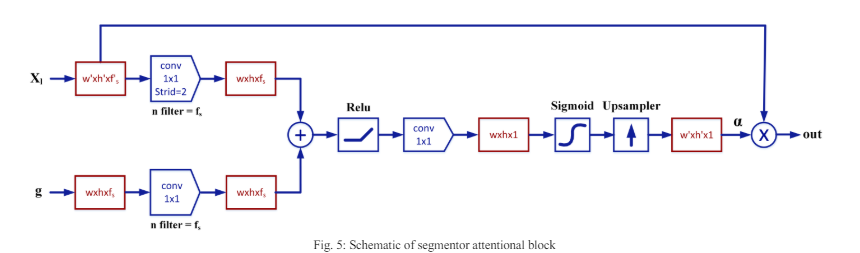 X_l
w'xh'xf'_s
conv
1x1
Strid=2
n filter = f_s
wxhxf_s
g
wxhxf_s
conv
1x1
n filter = f_s
wxhxf_s
+
Relu
conv
1x1
wxhx1
Sigmoid
Upsampler
w'xh'x1
α
X
out
Fig. 5: Schematic of segmentor attentional block